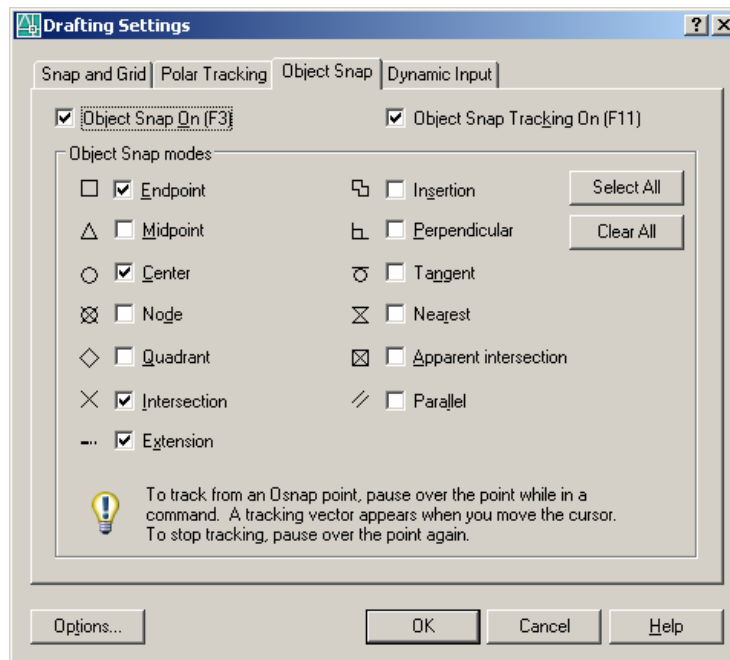 Drafting Settings
Snap and Grid
Polar Tracking
Object Snap
Dynamic Input
Object Snap On (F3)
Object Snap Tracking On (F11)
Object Snap modes
Endpoint
Midpoint
Center
Node
Quadrant
Intersection
Extension
Insertion
Perpendicular
Tangent
Nearest
Apparent intersection
Parallel
Select All
Clear All
To track from an Osnap point, pause over the point while in a
command. A tracking vector appears when you move the cursor.
To stop tracking, pause over the point again.
Options...
OK
Cancel
Help